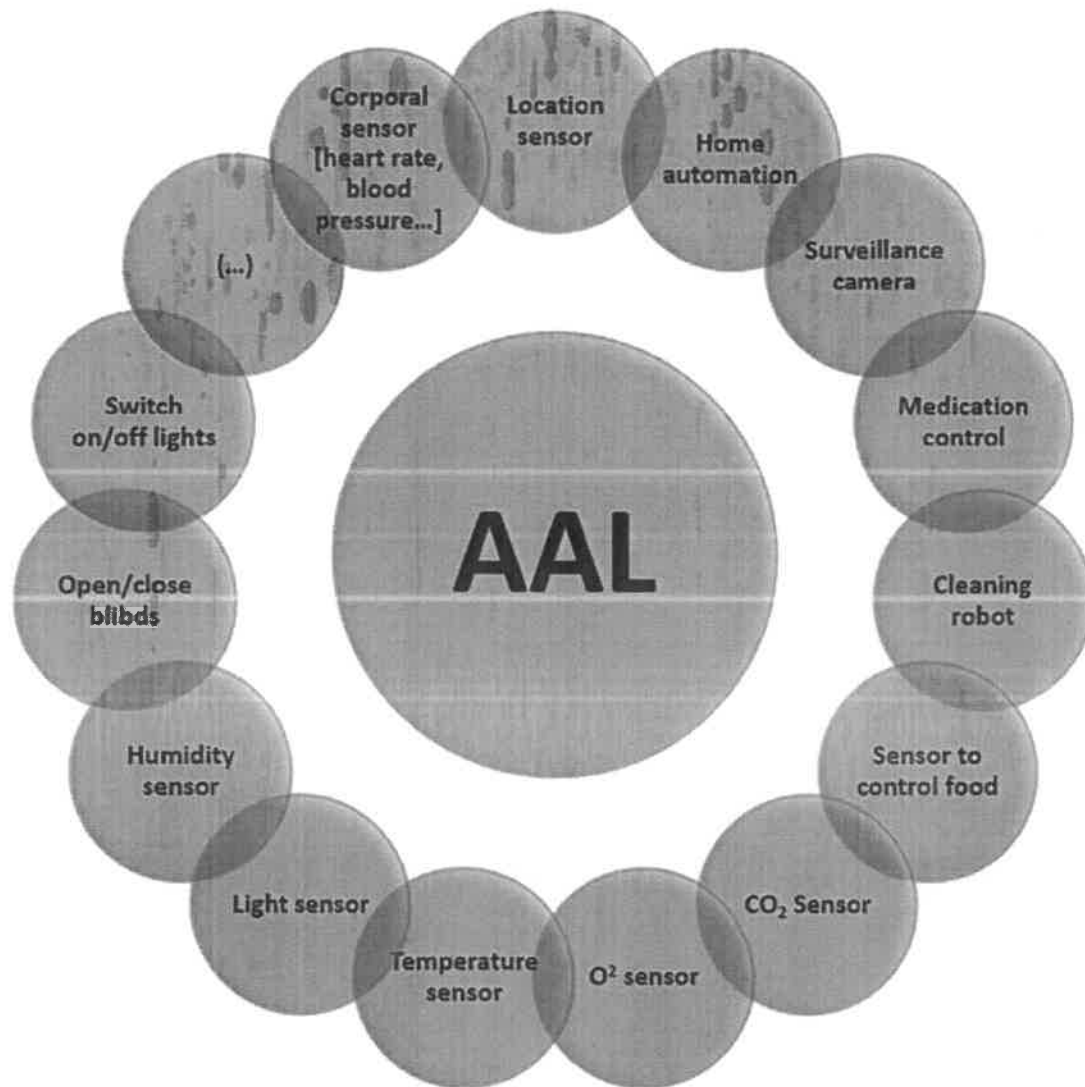 Location
sensor
Home
automation
Surveillance
camera
Medication
control
Cleaning
robot
Sensor to
control food
CO₂ Sensor
O² sensor
Temperature
sensor
Light sensor
Humidity
sensor
Open/close
blibds
Switch
on/off lights
(...)
Corporal
sensor
[heart rate,
blood
pressure...]
AAL